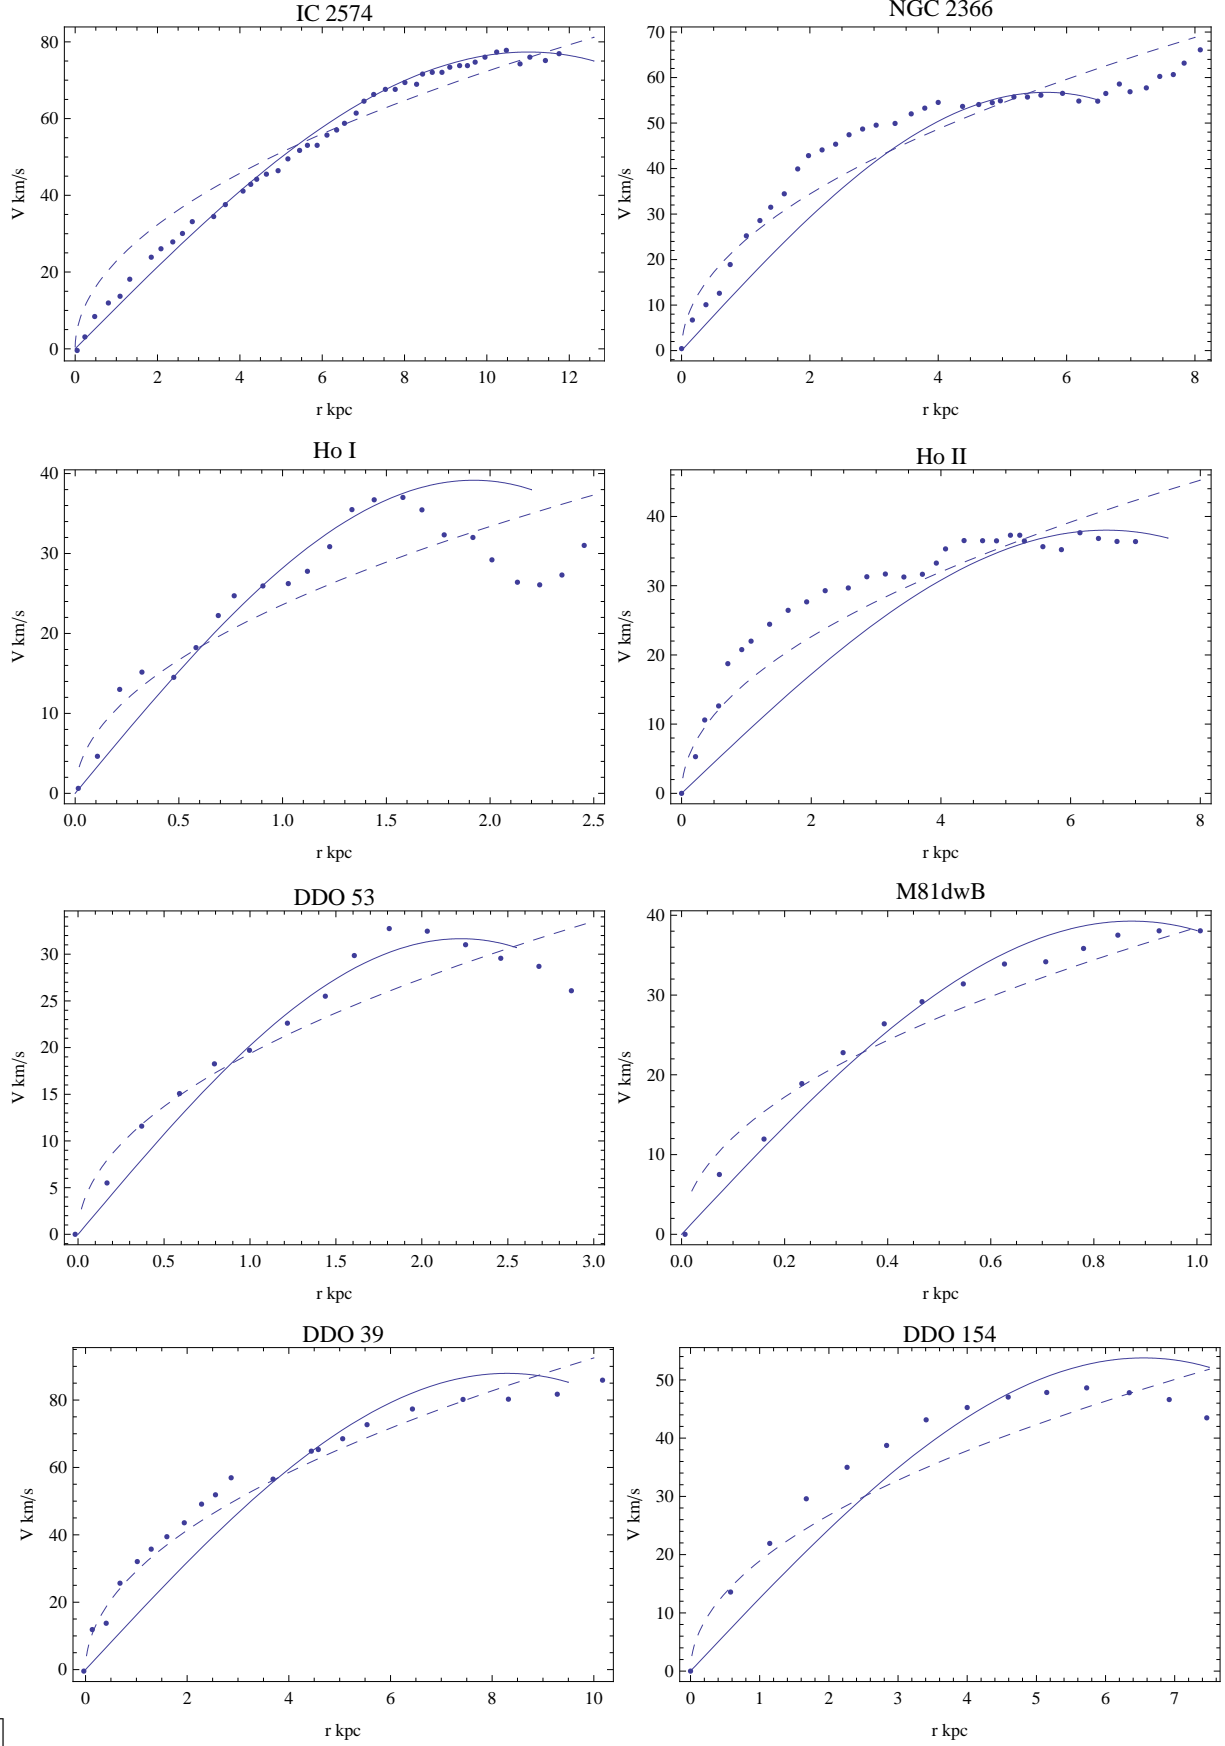 IC 2574
80
60
40
20
0
V km/s
0 2 4 6 8 10 12
r kpc
NGC 2366
70
60
50
40
30
20
10
0
V km/s
0 2 4 6 8
r kpc
Ho I
40
30
20
10
0
V km/s
0.0 0.5 1.0 1.5 2.0 2.5
r kpc
Ho II
40
30
20
10
0
V km/s
0 2 4 6 8
r kpc
DDO 53
30
25
20
15
10
5
0
V km/s
0.0 0.5 1.0 1.5 2.0 2.5 3.0
r kpc
M81dwB
40
30
20
10
0
V km/s
0.0 0.2 0.4 0.6 0.8 1.0
r kpc
DDO 39
80
60
40
20
0
V km/s
0 2 4 6 8 10
r kpc
DDO 154
50
40
30
20
10
0
V km/s
0 1 2 3 4 5 6 7
r kpc